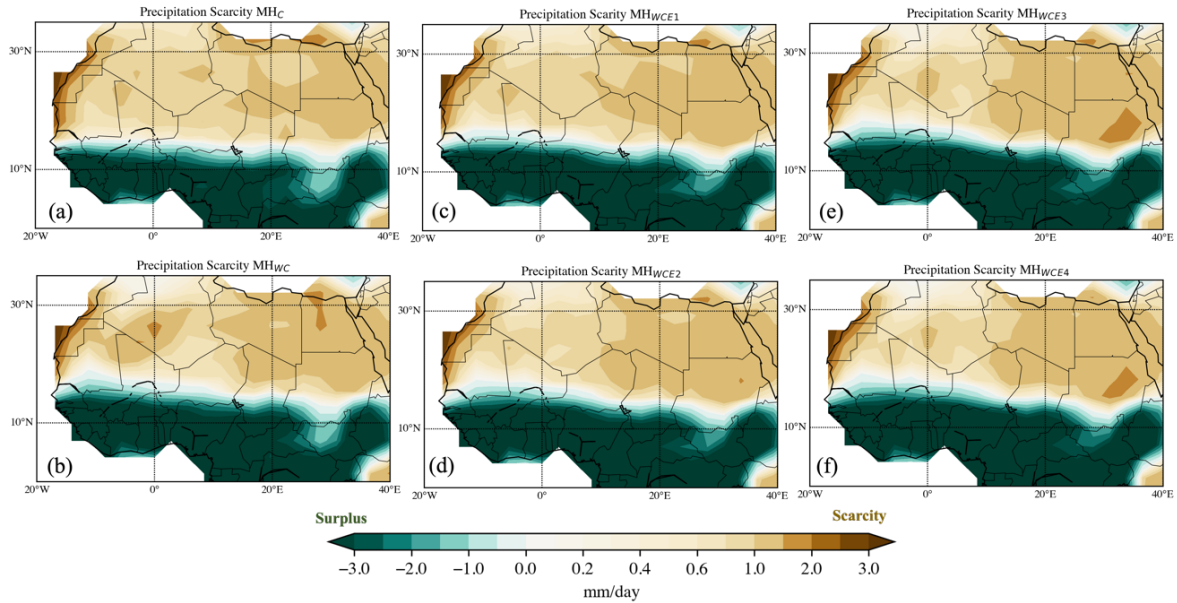 Precipitation Scarcity MH_C
30°N
10°N
(a)
20°W 0° 20°E 40°E
Precipitation Scarity MH_WCE1
30°N
10°N
(c)
20°W 0° 20°E 40°E
Precipitation Scarcity MH_WCE3
30°N
10°N
(e)
20°W 0° 20°E 40°E
Precipitation Scarcity MH_WC
30°N
10°N
(b)
20°W 0° 20°E 40°E
Precipitation Scarity MH_WCE2
30°N
10°N
(d)
20°W 0° 20°E 40°E
Precipitation Scarcity MH_WCE4
30°N
10°N
(f)
20°W 0° 20°E 40°E
Surplus Scarcity
−3.0 −2.0 −1.0 0.0 0.2 0.4 0.6 1.0 2.0 3.0
mm/day